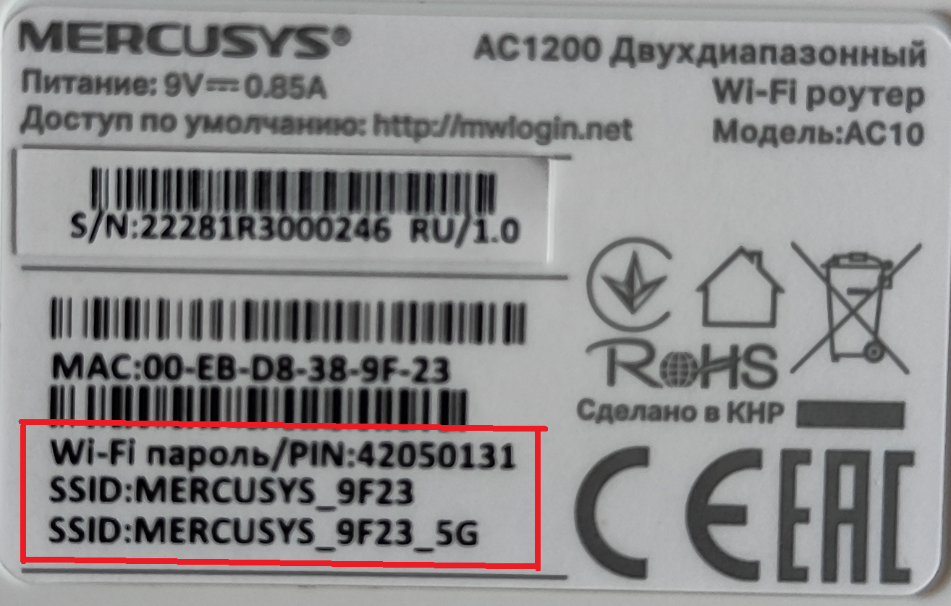 MERCUSYS®
AC1200 Двухдиапазонный
Wi-Fi роутер
Модель:AC10
Питание: 9V⎓0.85A
Доступ по умолчанию: http://mwlogin.net
S/N:22281R3000246 RU/1.0
MAC:00-EB-D8-38-9F-23
Wi-Fi пароль/PIN:42050131
SSID:MERCUSYS_9F23
SSID:MERCUSYS_9F23_5G
RoHS
Сделано в КНР
CE EAC